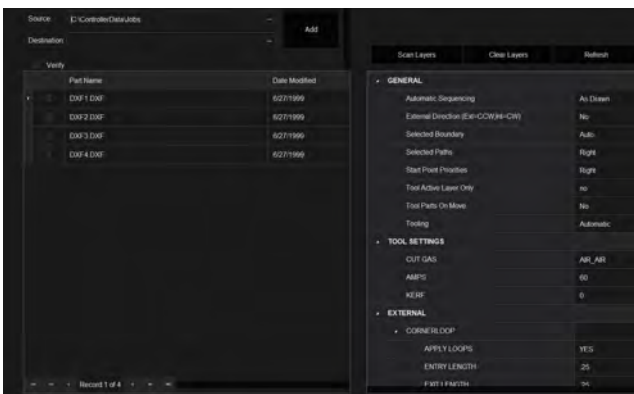 Source C:\ControllerData\Jobs
Add
Destination
Verify
Scan Layers Clear Layers Refresh
Part Name Date Modified
DXF1.DXF 6/27/1999
DXF2.DXF 6/27/1999
DXF3.DXF 6/27/1999
DXF4.DXF 6/27/1999
Record 1 of 4
GENERAL
Automatic Sequencing As Drawn
External Direction (Ext=CCW,Int=CW) No
Selected Boundary Auto
Selected Paths Right
Start Point Priorities Right
Tool Active Layer Only no
Tool Parts On Move No
Tooling Automatic
TOOL SETTINGS
CUT GAS AIR_AIR
AMPS 60
KERF 0
EXTERNAL
CORNERLOOP
APPLY LOOPS YES
ENTRY LENGTH .25
EXIT LENGTH .25